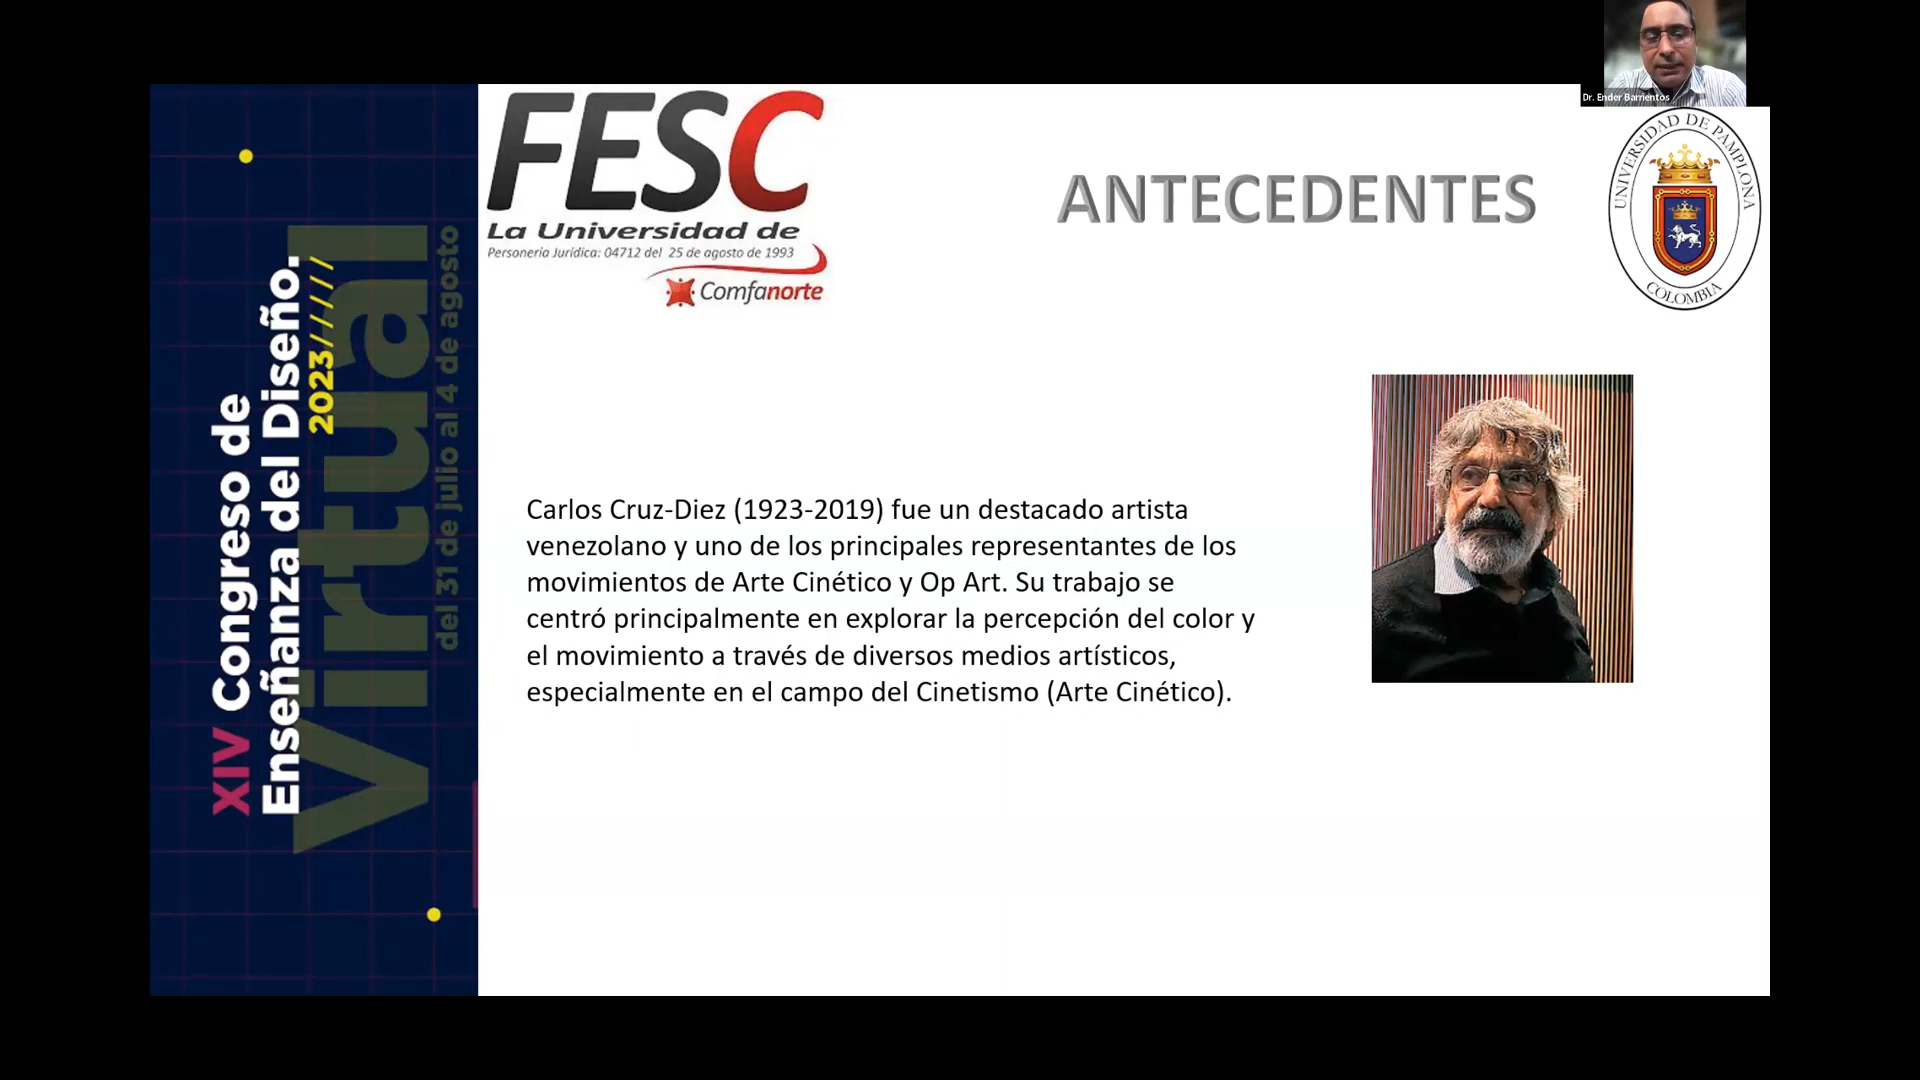 Dr. Ender Barrientos
XIV Congreso de
Enseñanza del Diseño.
2023//////
Virtual
del 31 de julio al 4 de agosto
FESC
La Universidad de
Personería Jurídica: 04712 del 25 de agosto de 1993
Comfanorte
ANTECEDENTES
UNIVERSIDAD DE PAMPLONA
COLOMBIA
Carlos Cruz-Diez (1923-2019) fue un destacado artista
venezolano y uno de los principales representantes de los
movimientos de Arte Cinético y Op Art. Su trabajo se
centró principalmente en explorar la percepción del color y
el movimiento a través de diversos medios artísticos,
especialmente en el campo del Cinetismo (Arte Cinético).